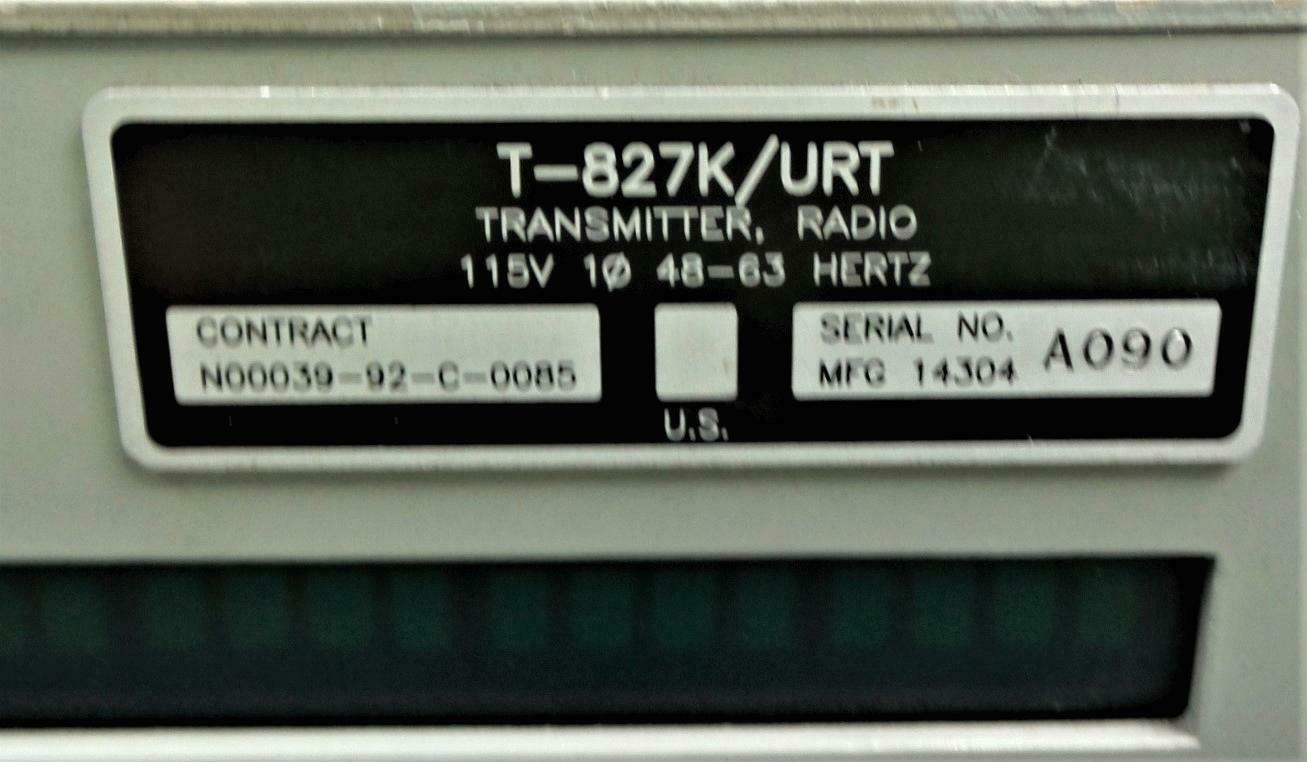 T-827K/URT
TRANSMITTER, RADIO
115V 1Ø 48-63 HERTZ
CONTRACT
N00039-92-C-0085
U.S.
SERIAL NO.
MFG 14304
A090